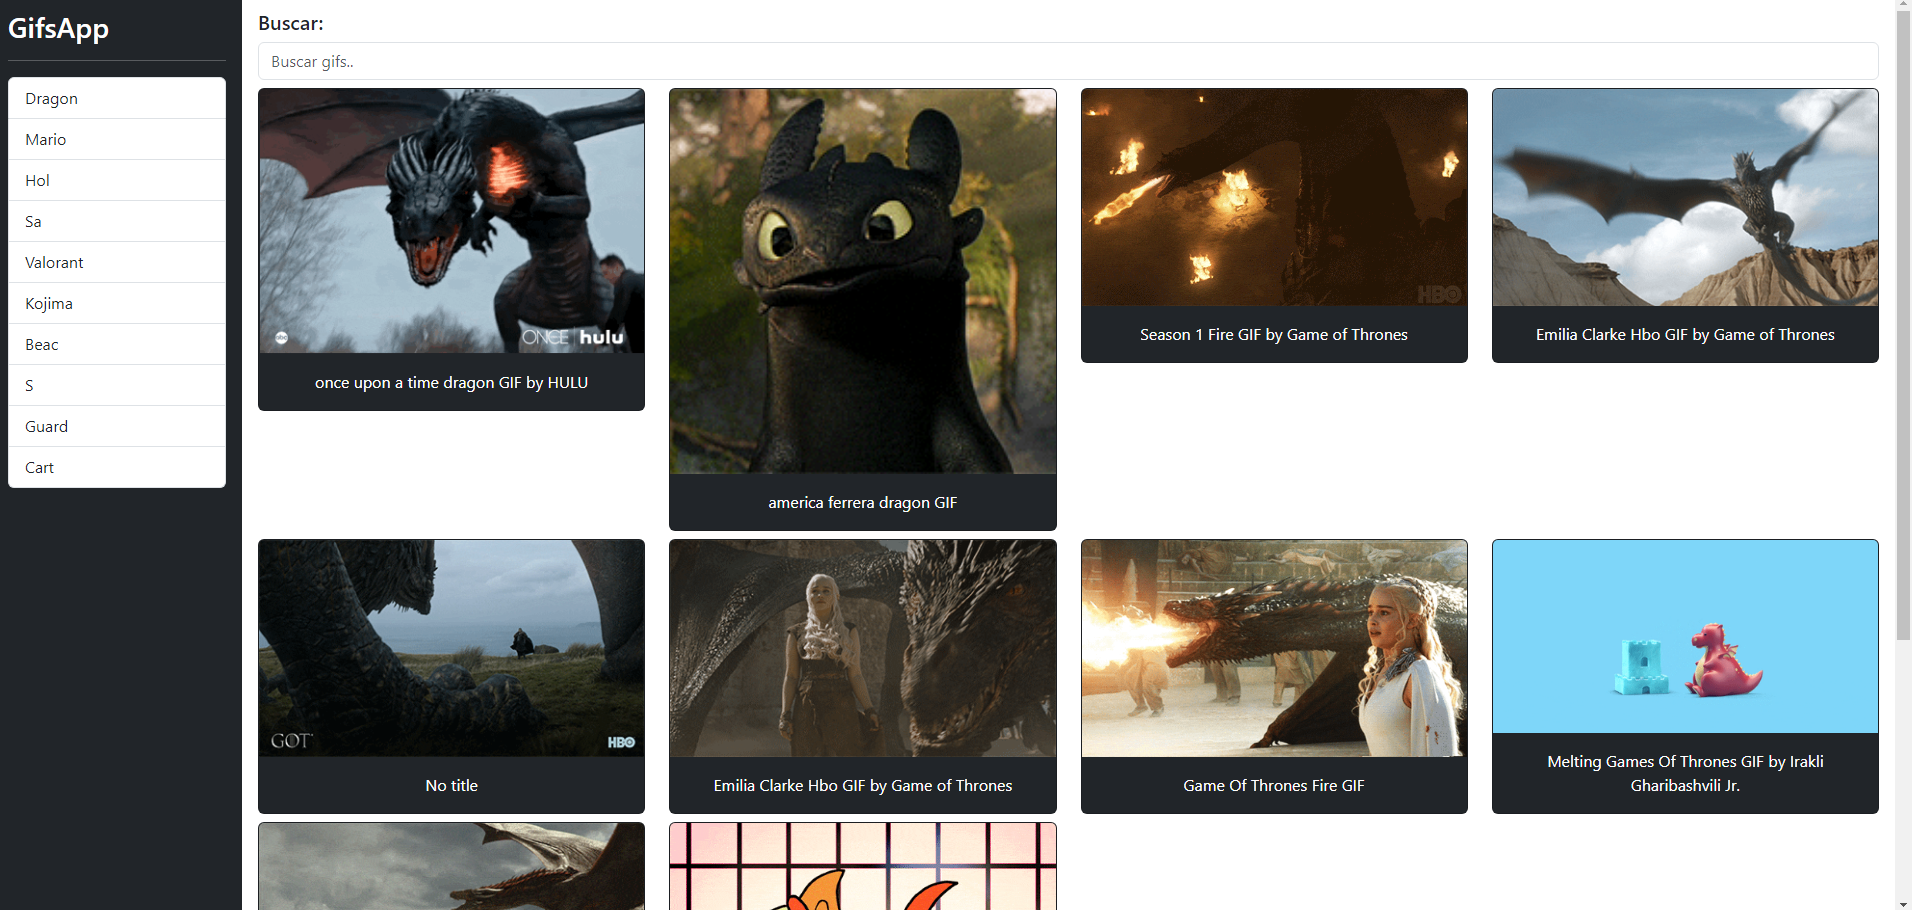 GifsApp
Dragon
Mario
Hol
Sa
Valorant
Kojima
Beac
S
Guard
Cart
Buscar:
Buscar gifs..
abc
ONCE hulu
once upon a time dragon GIF by HULU
america ferrera dragon GIF
HBO
Season 1 Fire GIF by Game of Thrones
Emilia Clarke Hbo GIF by Game of Thrones
GOT
HBO
No title
Emilia Clarke Hbo GIF by Game of Thrones
Game Of Thrones Fire GIF
Melting Games Of Thrones GIF by Irakli
Gharibashvili Jr.